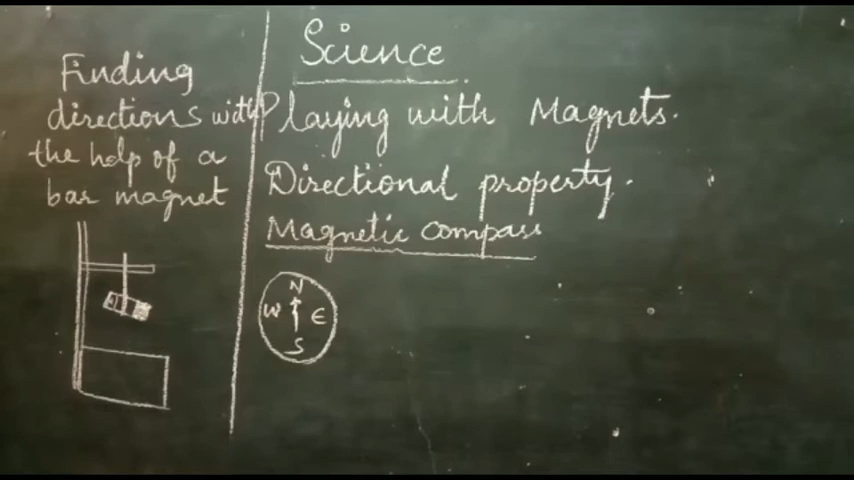 Finding
directions with
the help of a
bar magnet
Science
Playing with Magnets.
Directional property.
Magnetic compass
N
W E
S